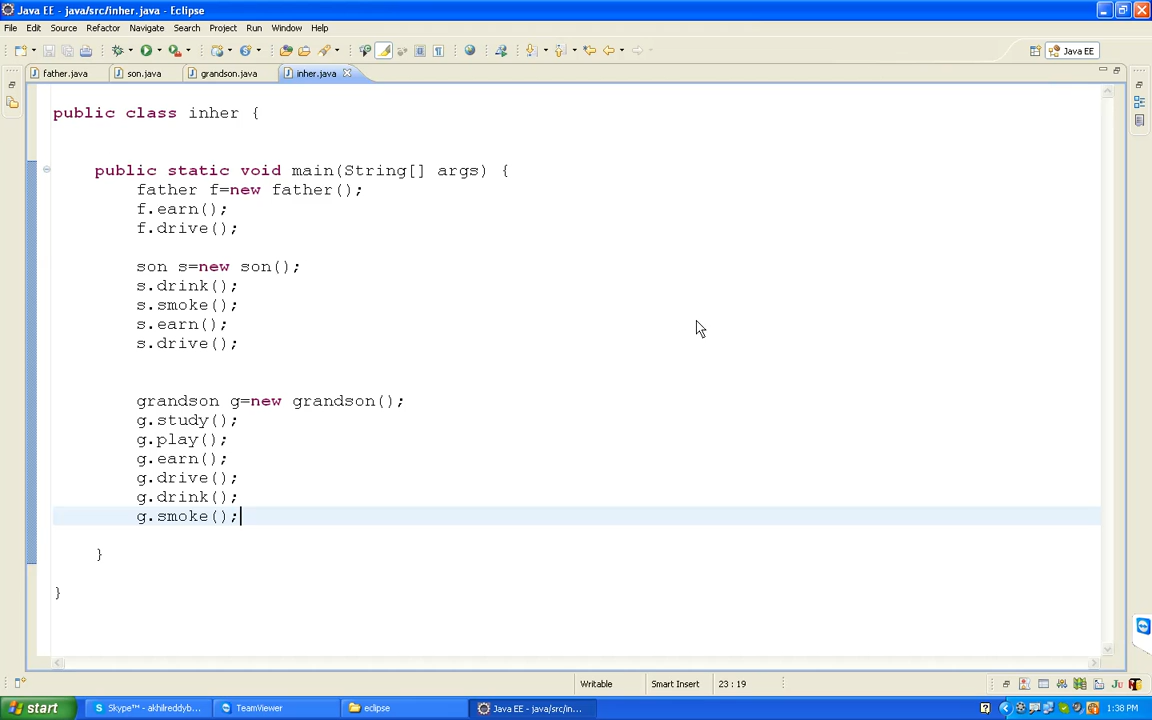 Java EE - java/src/inher.java - Eclipse
File Edit Source Refactor Navigate Search Project Run Window Help
Java EE
father.java son.java grandson.java inher.java
public class inher {
public static void main(String[] args) {
father f=new father();
f.earn();
f.drive();
son s=new son();
s.drink();
s.smoke();
s.earn();
s.drive();
grandson g=new grandson();
g.study();
g.play();
g.earn();
g.drive();
g.drink();
g.smoke();
}
}
Writable Smart Insert 23 : 19
start Skype™ - akhilreddyb... TeamViewer eclipse Java EE - java/src/in... 1:38 PM